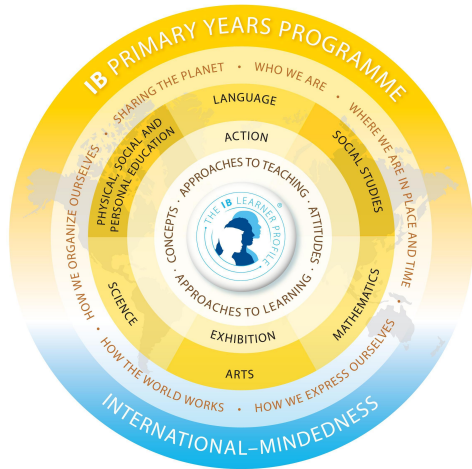 IB PRIMARY YEARS PROGRAMME
SHARING THE PLANET • WHO WE ARE • WHERE WE ARE IN PLACE AND TIME • HOW WE EXPRESS OURSELVES • HOW THE WORLD WORKS • HOW WE ORGANIZE OURSELVES •
LANGUAGE
SOCIAL STUDIES
MATHEMATICS
ARTS
SCIENCE
PHYSICAL, SOCIAL AND
PERSONAL EDUCATION
ACTION
EXHIBITION
CONCEPTS • APPROACHES TO TEACHING • ATTITUDES • APPROACHES TO LEARNING •
THE IB LEARNER PROFILE ®
INTERNATIONAL–MINDEDNESS